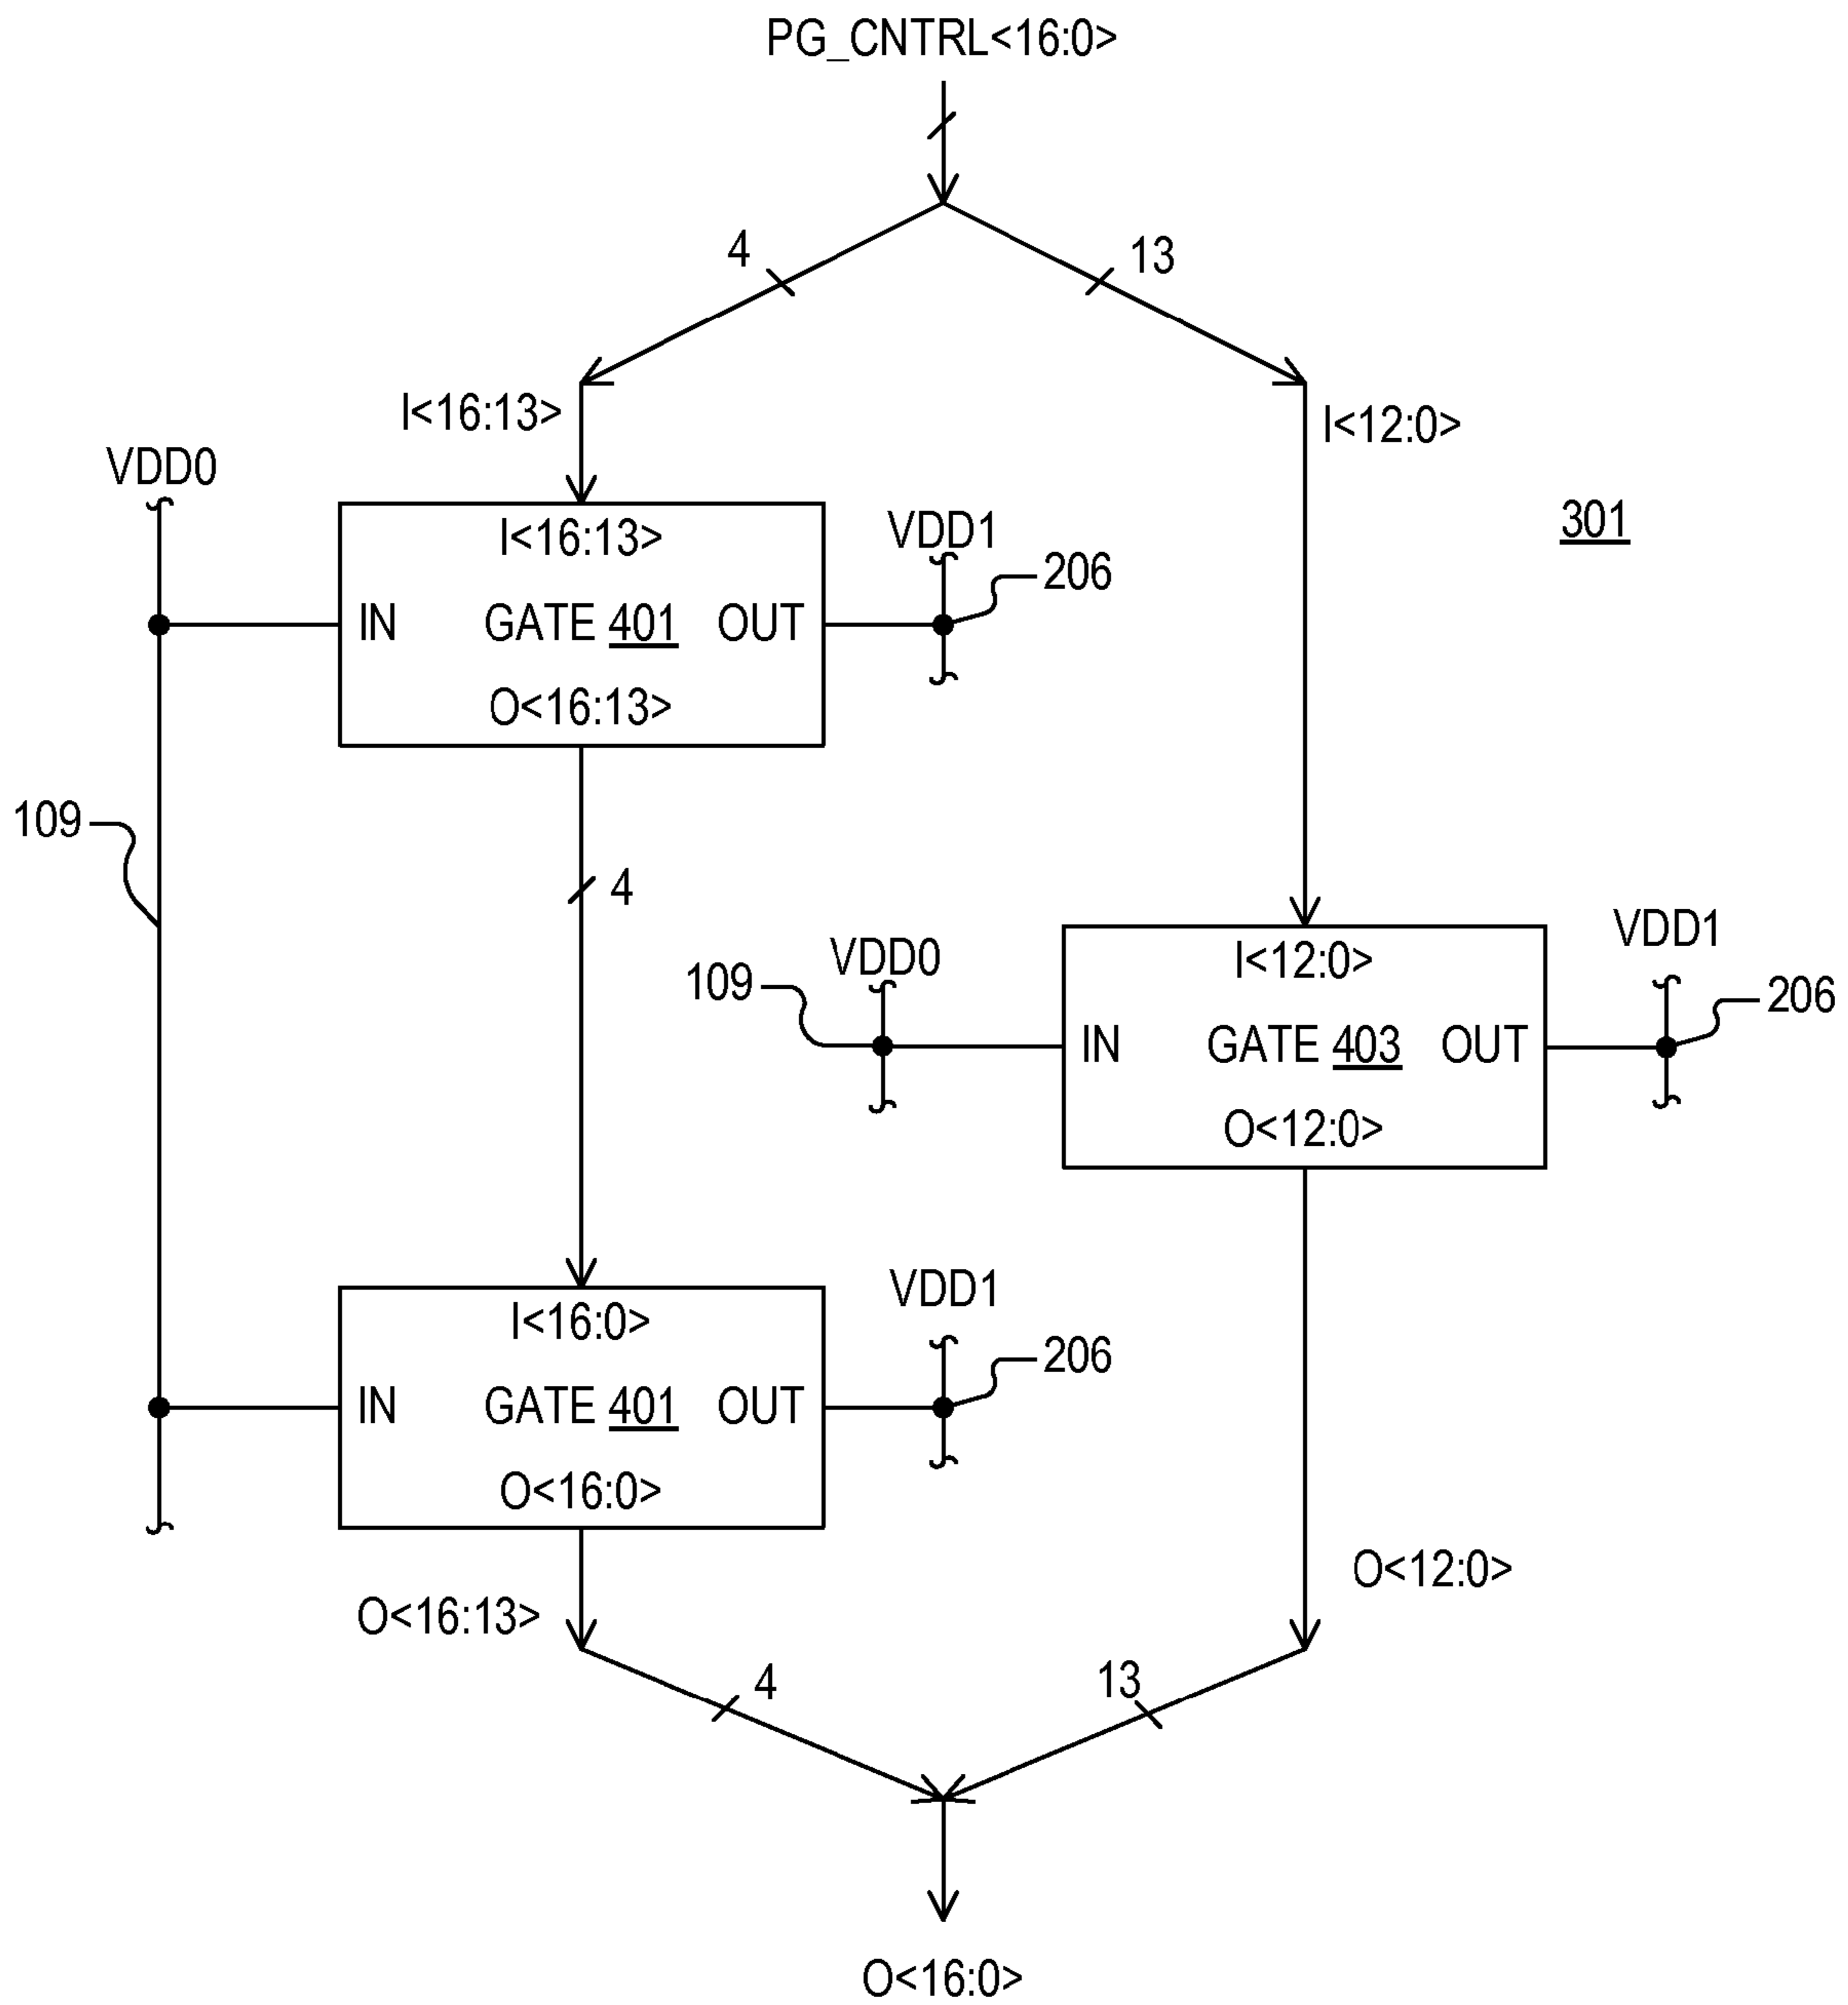 PG_CNTRL<16:0>
4
13
I<16:13>
I<12:0>
VDD0
301
I<16:13>
VDD1
206
IN
GATE 401
OUT
O<16:13>
109
4
VDD1
VDD0
109
I<12:0>
206
IN
GATE 403
OUT
O<12:0>
VDD1
I<16:0>
206
IN
GATE 401
OUT
O<16:0>
O<12:0>
O<16:13>
4
13
O<16:0>